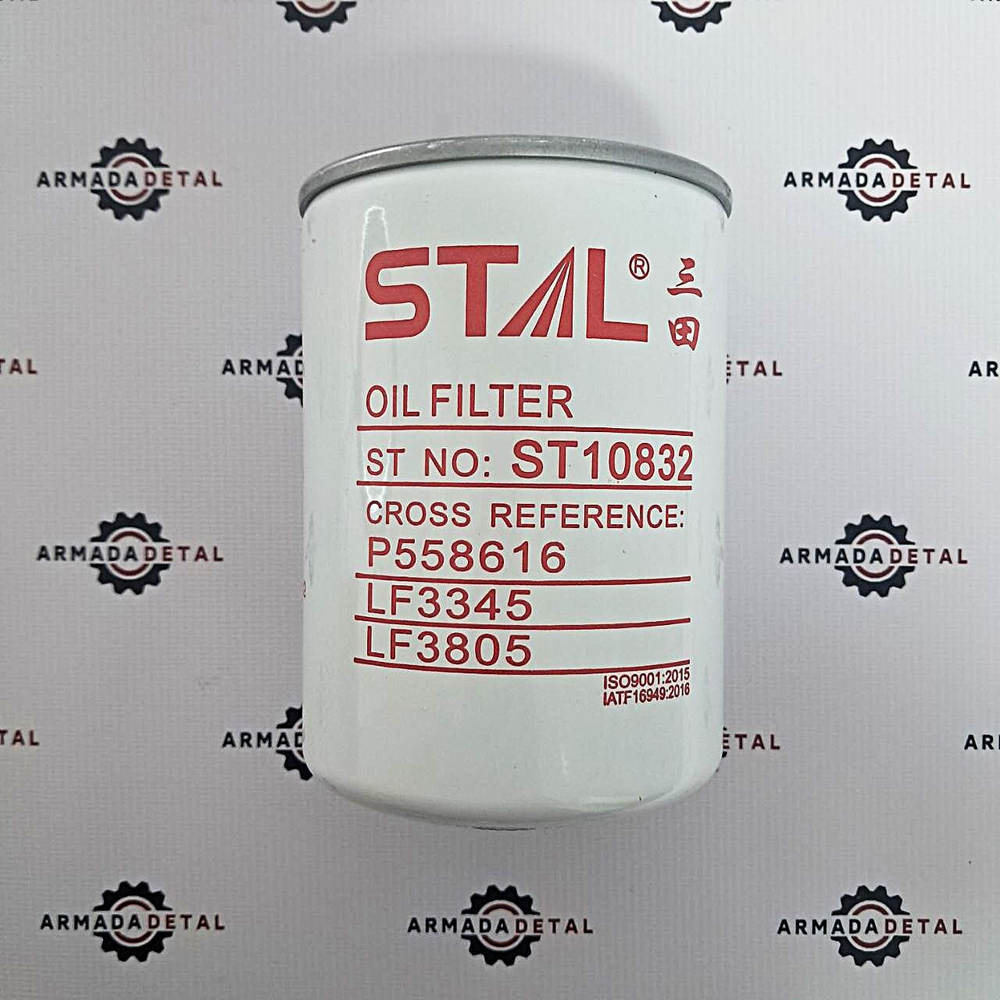 ARMADADETAL
ARMADADETAL
STAL® 三田
OIL FILTER
ST NO: ST10832
CROSS REFERENCE:
P558616
LF3345
LF3805
ISO9001:2015
IATF16949:2016
ARMADADETAL
ARMADADETAL
ARMADADETAL
ARMADADETAL
ARMADADETAL